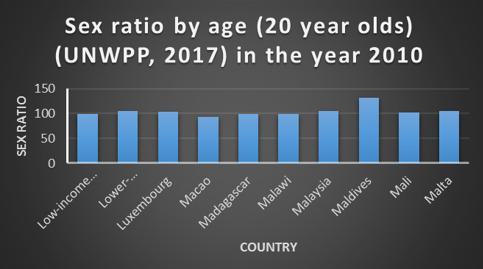 Sex ratio by age (20 year olds)
(UNWPP, 2017) in the year 2010
150
100
50
0
SEX RATIO
Low-income...
Lower-...
Luxembourg
Macao
Madagascar
Malawi
Malaysia
Maldives
Mali
Malta
COUNTRY